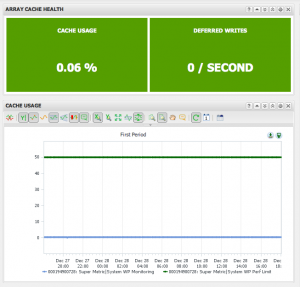 ARRAY CACHE HEALTH
CACHE USAGE
0.06 %
DEFERRED WRITES
0 / SECOND
CACHE USAGE
First Period
50
40
30
20
10
0
Dec 27 20:00
Dec 27 22:00
Dec 28 00:00
Dec 28 02:00
Dec 28 04:00
Dec 28 06:00
Dec 28 08:00
Dec 28 10:00
Dec 28 12:00
Dec 28 14:00
Dec 28 16:00
Dec 18:
000194900728: Super Metric|System WP Monitoring
000194900728: Super Metric|System WP Perf Limit